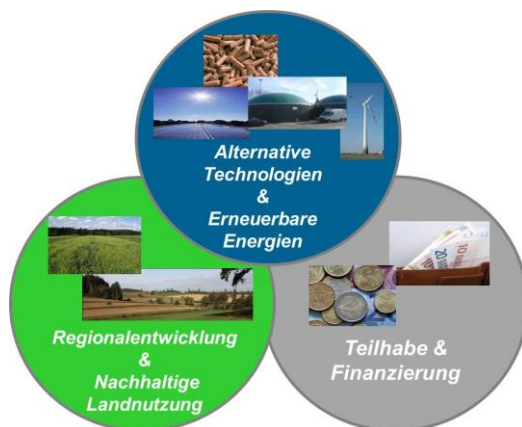 Alternative
Technologien
&
Erneuerbare
Energien
Regionalentwicklung
&
Nachhaltige
Landnutzung
Teilhabe &
Finanzierung